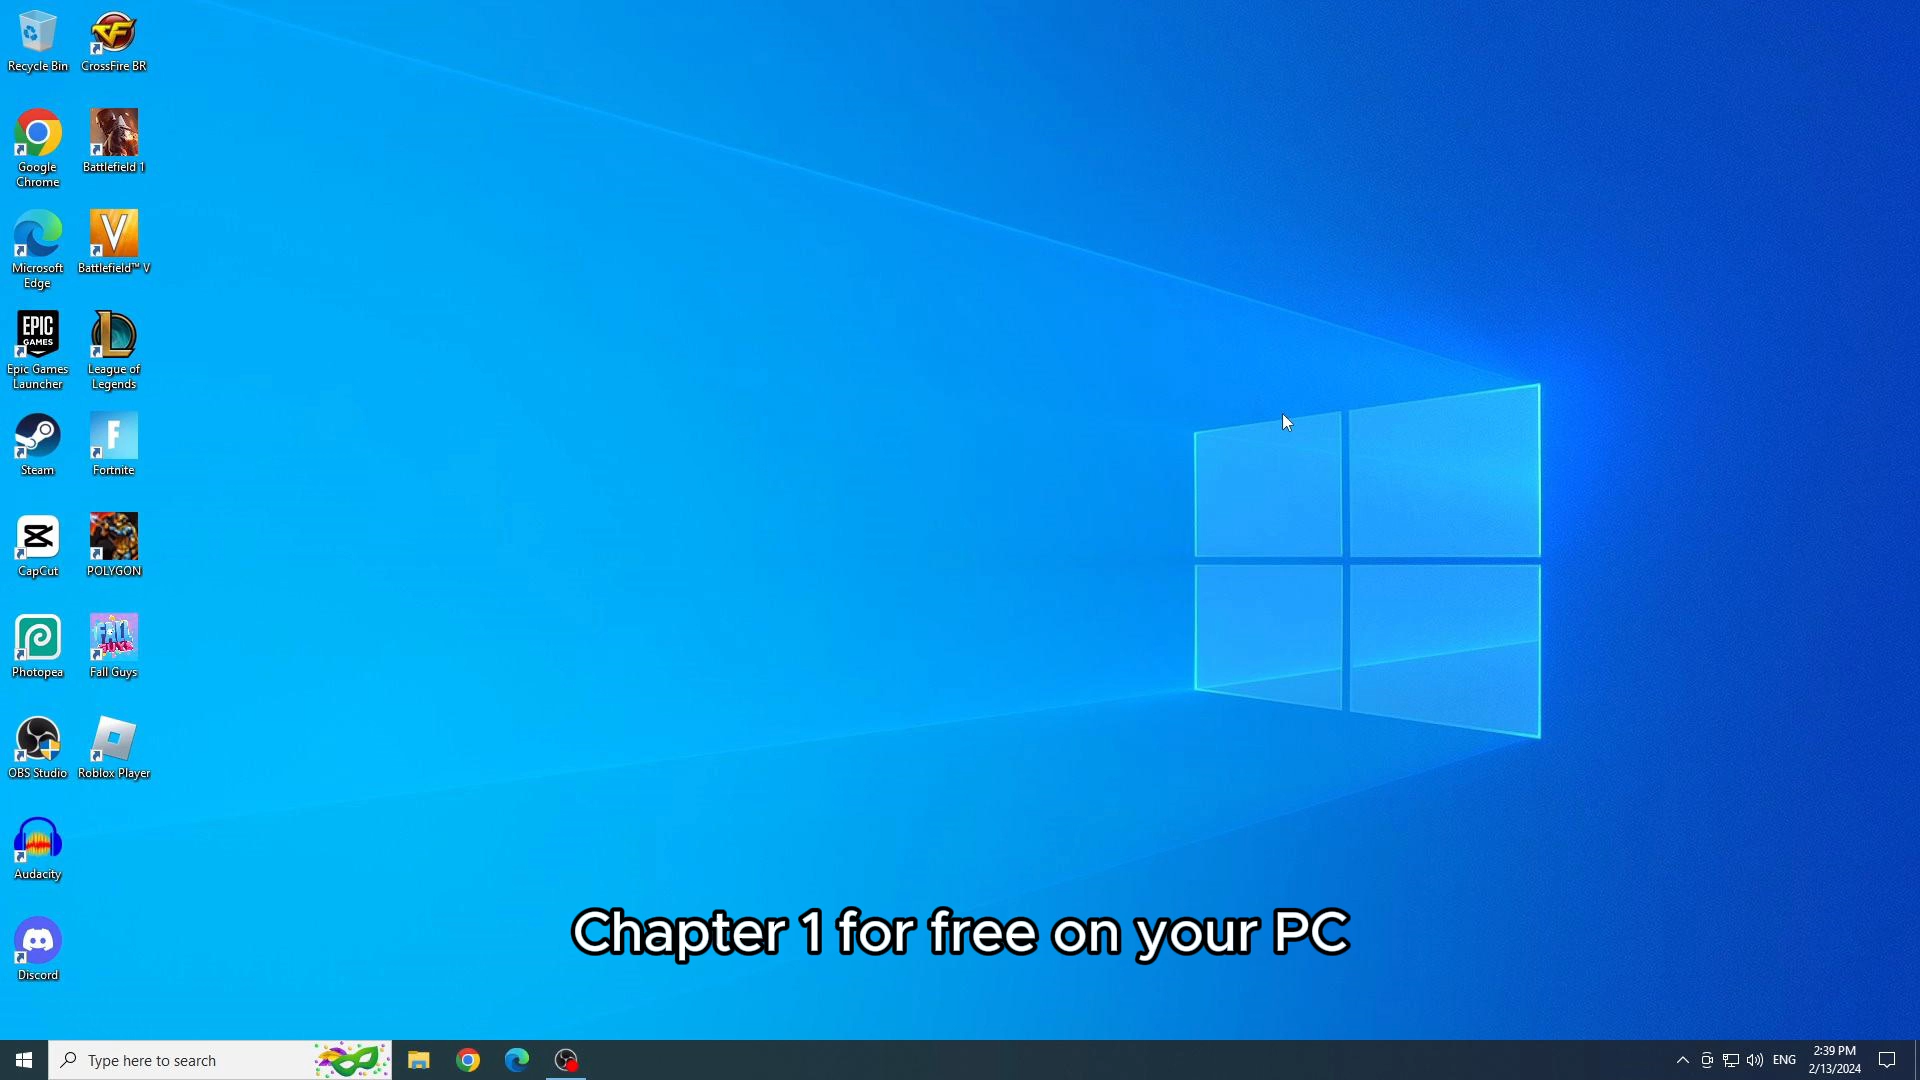 Recycle Bin
CrossFire BR
Google
Chrome
Battlefield 1
Microsoft
Edge
Battlefield™ V
EPIC
GAMES
Epic Games
Launcher
League of
Legends
Steam
F
Fortnite
CapCut
POLYGON
Photopea
FALL
GUYS
Fall Guys
OBS Studio
Roblox Player
Audacity
Discord
Chapter 1 for free on your PC
Type here to search
ENG
2:39 PM
2/13/2024